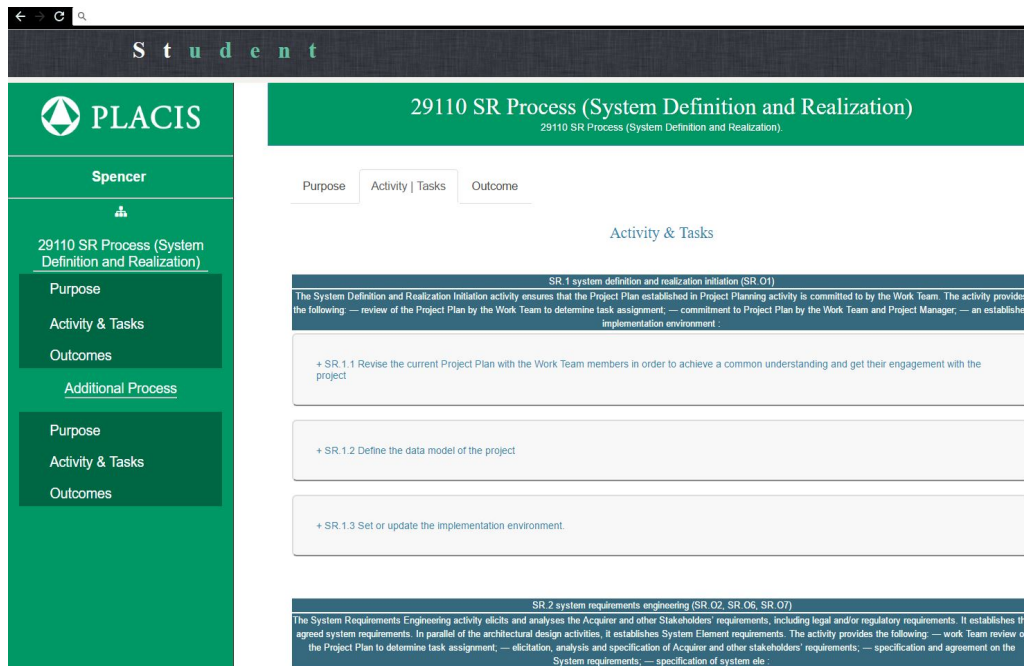 Student
PLACIS
Spencer
29110 SR Process (System
Definition and Realization)
Purpose
Activity & Tasks
Outcomes
Additional Process
Purpose
Activity & Tasks
Outcomes
29110 SR Process (System Definition and Realization)
29110 SR Process (System Definition and Realization).
Purpose Activity | Tasks Outcome
Activity & Tasks
SR.1 system definition and realization initiation (SR.O1)
The System Definition and Realization Initiation activity ensures that the Project Plan established in Project Planning activity is committed to by the Work Team. The activity provides
the following: — review of the Project Plan by the Work Team to determine task assignment; — commitment to Project Plan by the Work Team and Project Manager; — an establishe
implementation environment :
+ SR.1.1 Revise the current Project Plan with the Work Team members in order to achieve a common understanding and get their engagement with the
project
+ SR.1.2 Define the data model of the project
+ SR.1.3 Set or update the implementation environment.
SR.2 system requirements engineering (SR.O2, SR.O6, SR.O7)
The System Requirements Engineering activity elicits and analyses the Acquirer and other Stakeholders' requirements, including legal and/or regulatory requirements. It establishes th
agreed system requirements. In parallel of the architectural design activities, it establishes System Element requirements. The activity provides the following: — work Team review o
the Project Plan to determine task assignment; — elicitation, analysis and specification of Acquirer and other stakeholders' requirements; — specification and agreement on the
System requirements; — specification of system ele :